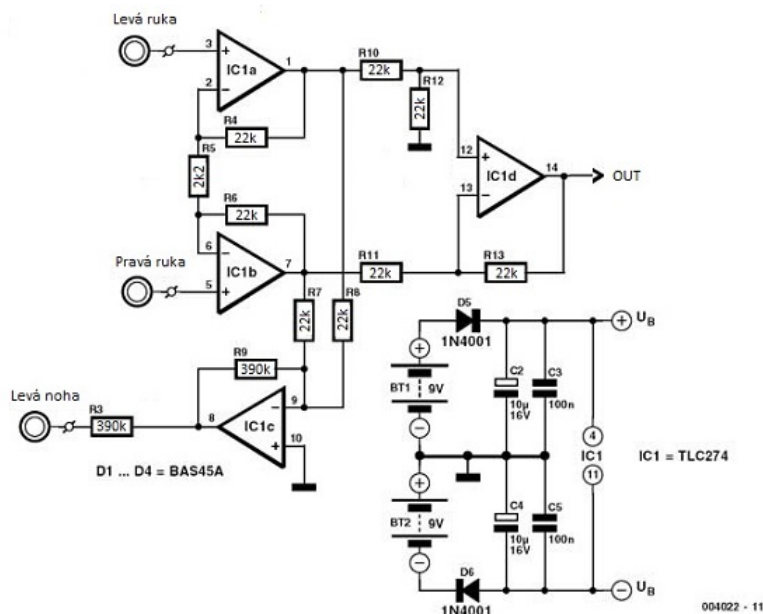 Levá ruka
3
+
IC1a
1
2
−
R10
22k
R12
22k
R4
22k
R5
2k2
12
+
IC1d
14
OUT
13
−
R6
22k
6
−
Pravá ruka
IC1b
7
5
+
R11
22k
R13
22k
R7
22k
R8
22k
R9
390k
Levá noha
R3
390k
8
IC1c
−
9
+
10
D1 ... D4 = BAS45A
D5
1N4001
+
UB
+
BT1
9V
−
C2
10µ
16V
C3
100n
4
IC1
11
IC1 = TLC274
+
BT2
9V
−
C4
10µ
16V
C5
100n
D6
1N4001
−
UB
004022 - 11